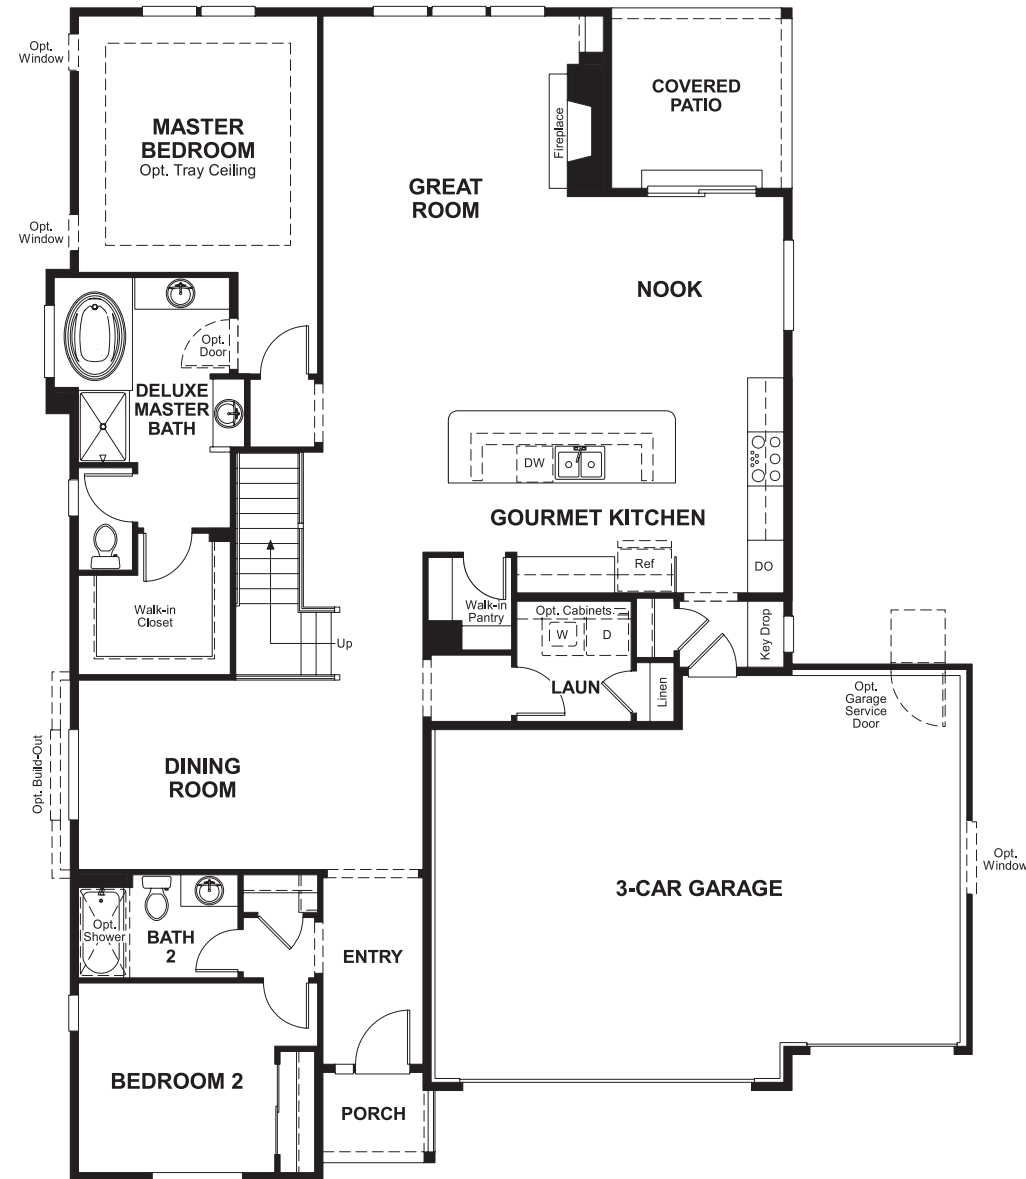 Opt.
Window
MASTER
BEDROOM
Opt. Tray Ceiling
Opt.
Window
GREAT
ROOM
Fireplace
COVERED
PATIO
NOOK
Opt.
Door
DELUXE
MASTER
BATH
DW
GOURMET KITCHEN
Ref
DO
Walk-in
Closet
Up
Walk-in
Pantry
Opt. Cabinets
W
D
Key Drop
LAUN
Linen
Opt.
Garage
Service
Door
Opt. Build-Out
DINING
ROOM
3-CAR GARAGE
Opt.
Window
Opt.
Shower
BATH
2
ENTRY
BEDROOM 2
PORCH